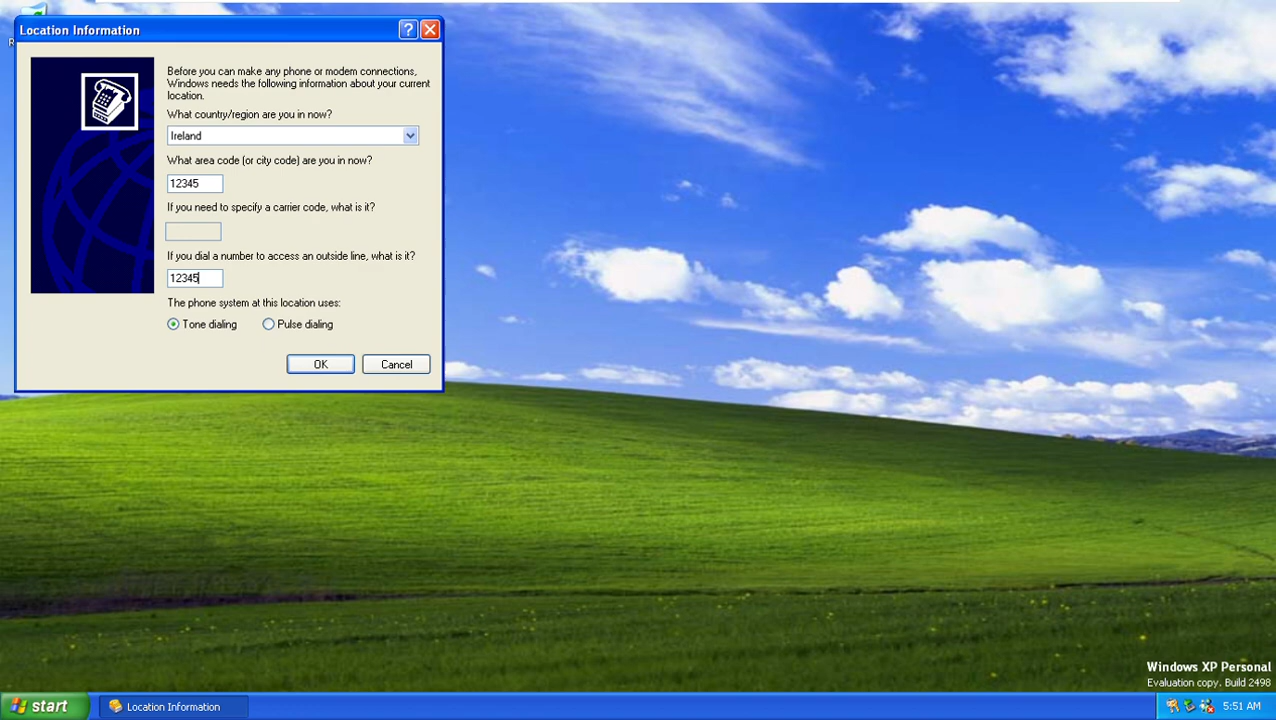 Location Information
Before you can make any phone or modem connections,
Windows needs the following information about your current
location.
What country/region are you in now?
Ireland
What area code (or city code) are you in now?
12345
If you need to specify a carrier code, what is it?
If you dial a number to access an outside line, what is it?
12345
The phone system at this location uses:
Tone dialing Pulse dialing
OK Cancel
Windows XP Personal
Evaluation copy. Build 2498
start Location Information 5:51 AM